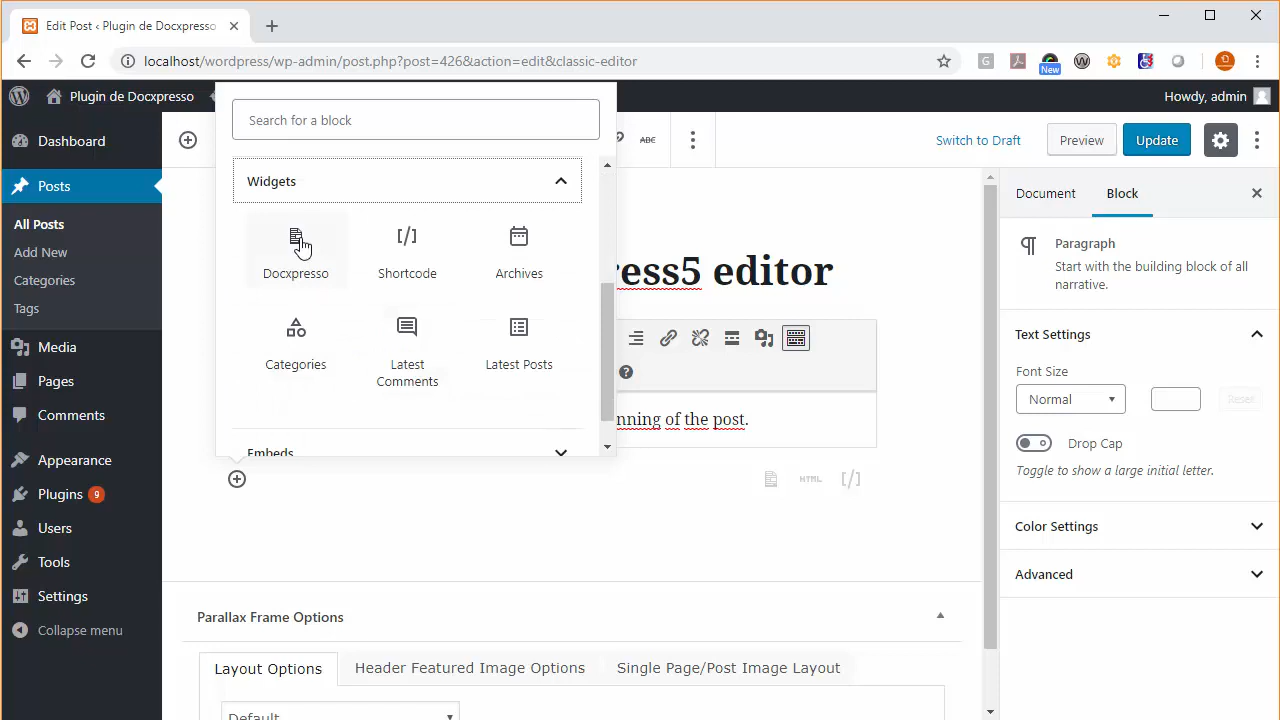 Edit Post ‹ Plugin de Docxpresso
localhost/wordpress/wp-admin/post.php?post=426&action=edit&classic-editor
New
Plugin de Docxpresso
Howdy, admin
Dashboard
Posts
All Posts
Add New
Categories
Tags
Media
Pages
Comments
Appearance
Plugins 9
Users
Tools
Settings
Collapse menu
Search for a block
Widgets
Docxpresso
Shortcode
Archives
Categories
Latest Comments
Latest Posts
Embeds
ABC
Switch to Draft
Preview
Update
ress5 editor
nning of the post.
HTML
[/]
Parallax Frame Options
Layout Options
Header Featured Image Options
Single Page/Post Image Layout
Default
Document
Block
Paragraph
Start with the building block of all
narrative.
Text Settings
Font Size
Normal
Reset
Drop Cap
Toggle to show a large initial letter.
Color Settings
Advanced